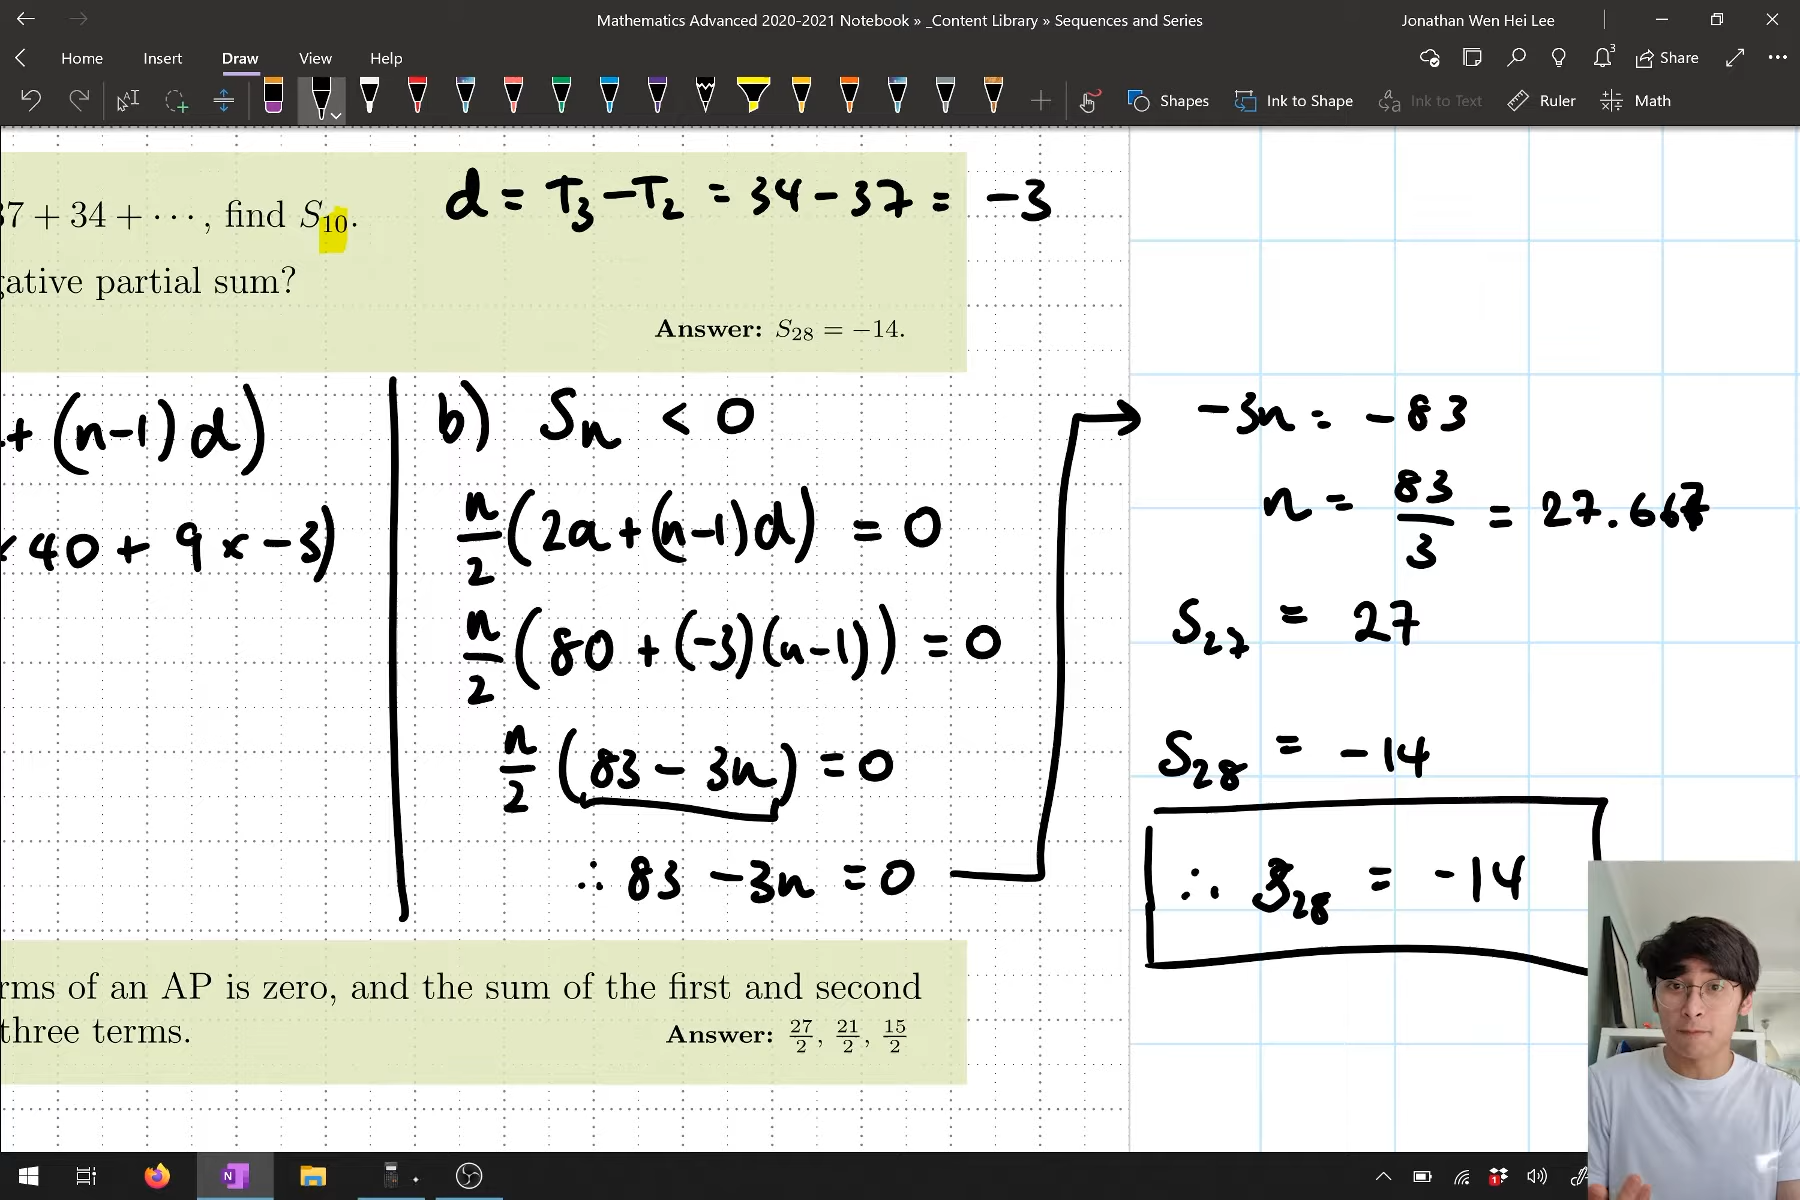 Mathematics Advanced 2020-2021 Notebook » _Content Library » Sequences and Series
Jonathan Wen Hei Lee
Home Insert Draw View Help
3
Share
Shapes
Ink to Shape
Ink to Text
Ruler
Math
37 + 34 + ···, find S₁₀.
d = T₃ - T₂ = 34 - 37 = -3
gative partial sum?
Answer: S₂₈ = −14.
+ (n-1)d)
× 40 + 9 × -3)
b) Sₙ < 0
n/2 (2a + (n-1)d) = 0
n/2 (80 + (-3)(n-1)) = 0
n/2 (83 - 3n) = 0
∴ 83 - 3n = 0
-3n = -83
n = 83/3 = 27.667
S₂₇ = 27
S₂₈ = -14
∴ S₂₈ = -14
rms of an AP is zero, and the sum of the first and second
three terms.
Answer: 27/2, 21/2, 15/2
N
1